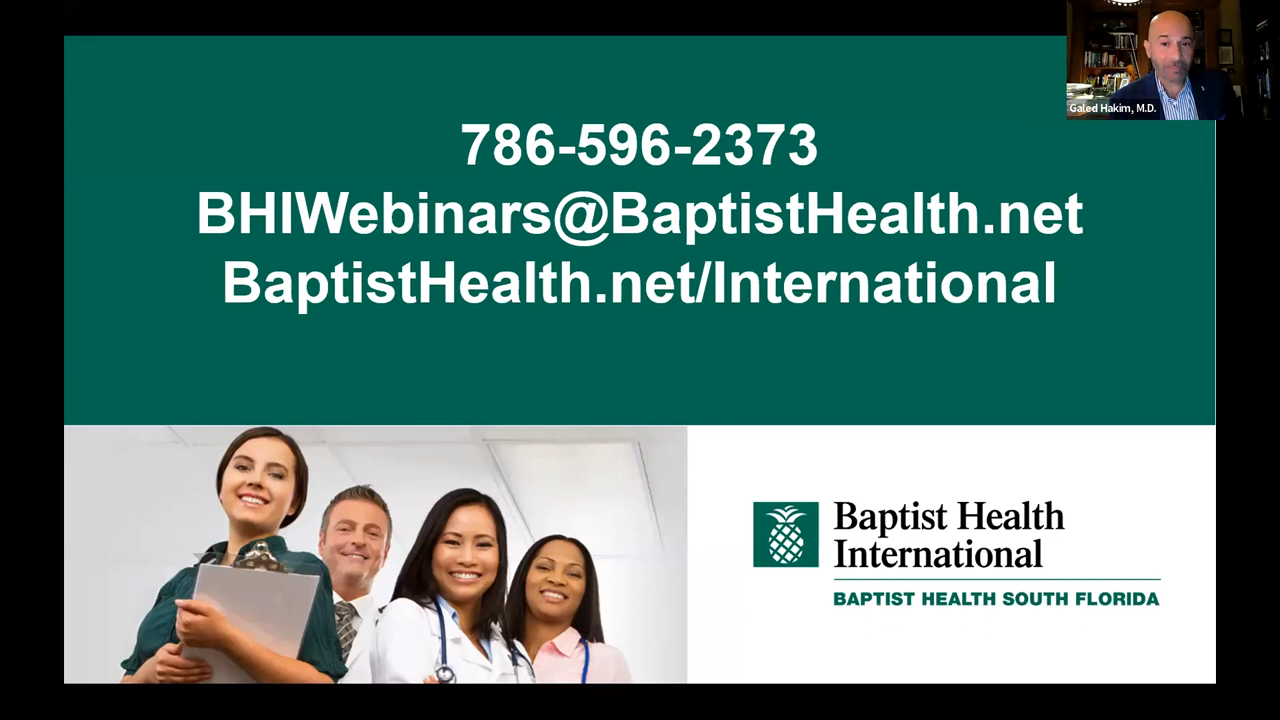 Galed Hakim, M.D.
786-596-2373
BHIWebinars@BaptistHealth.net
BaptistHealth.net/International
Baptist Health
International
BAPTIST HEALTH SOUTH FLORIDA